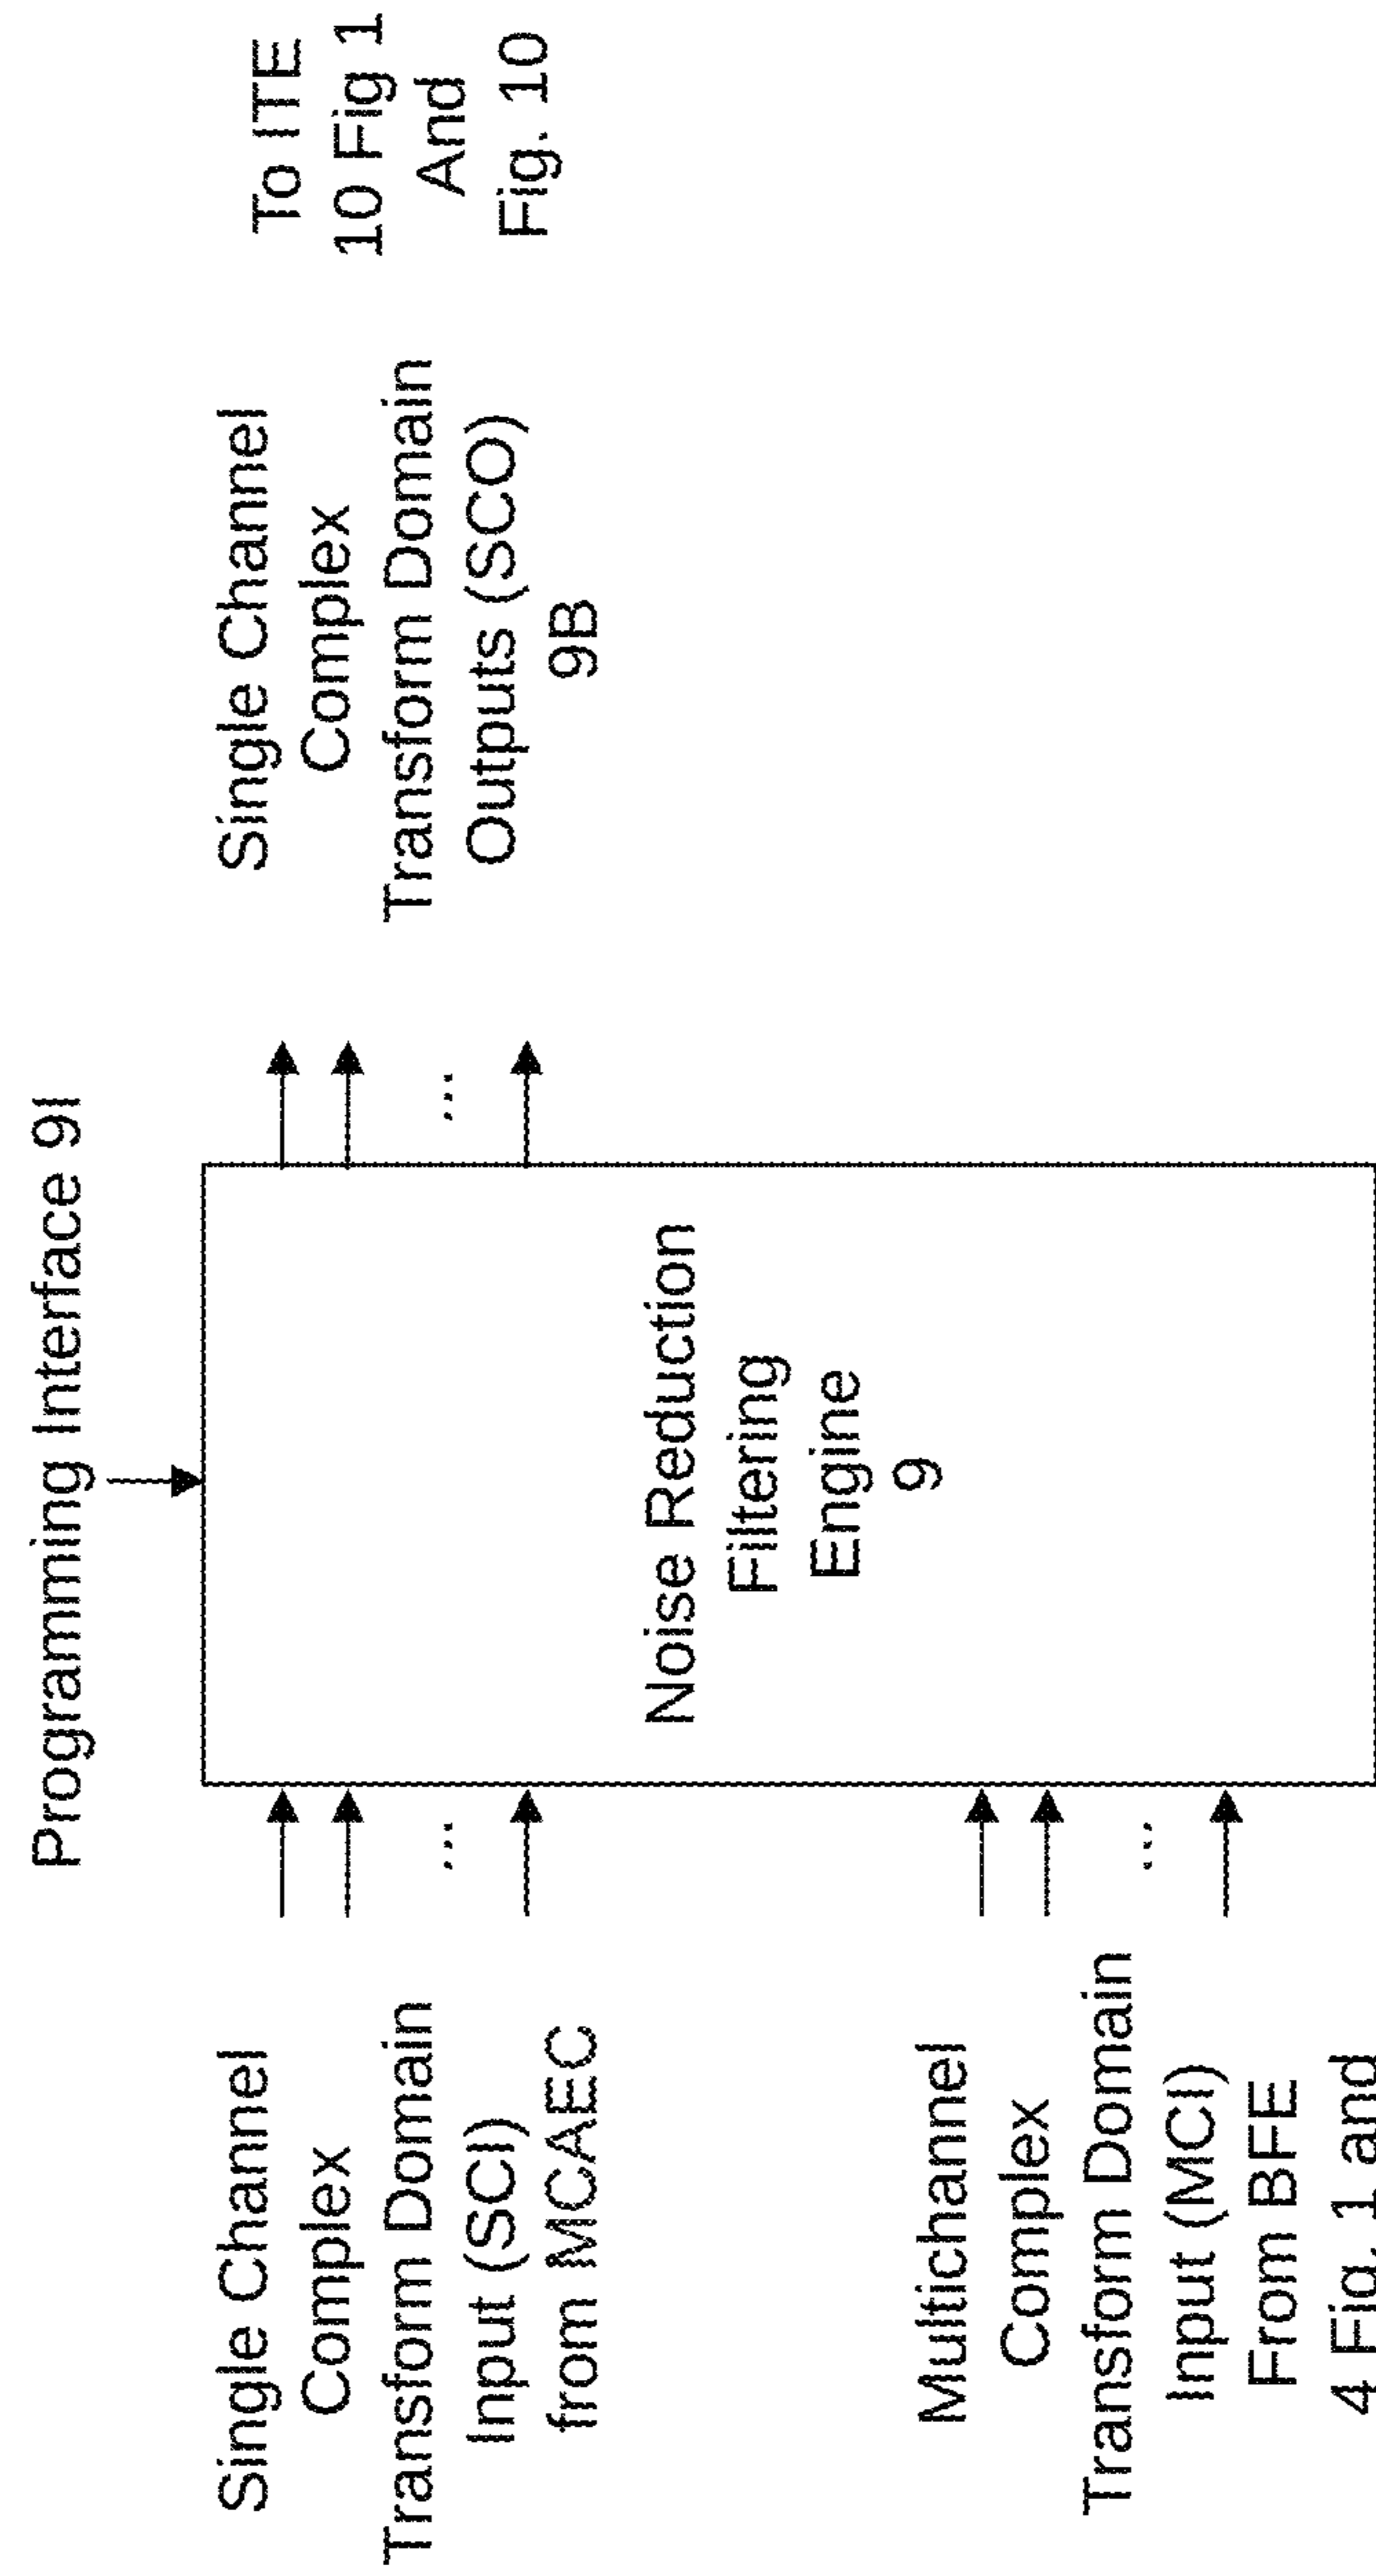 Programming Interface 9I
Single Channel
Complex
Transform Domain
Input (SCI)
from MCAEC
Multichannel
Complex
Transform Domain
Input (MCI)
From BFE
4 Fig. 1 and
Noise Reduction
Filtering
Engine
9
...
...
...
Single Channel
Complex
Transform Domain
Outputs (SCO)
9B
To ITE
10 Fig 1
And
Fig. 10